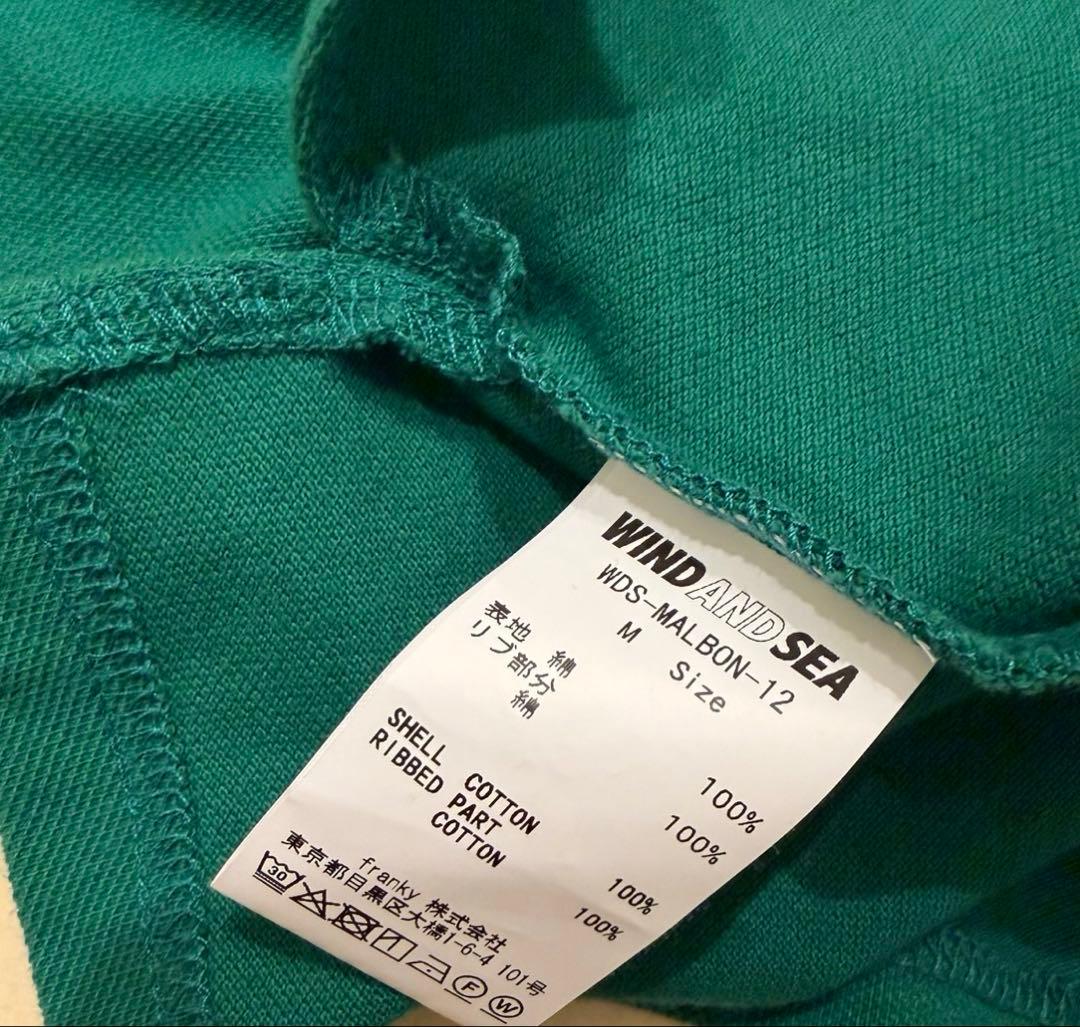 WIND AND SEA
WDS-MALBON-12
M Size
表地 綿 100%
リブ部分
綿 100%
SHELL
COTTON 100%
RIBBED PART
COTTON 100%
franky 株式会社
東京都目黒区大橋1-6-4 101号
30
F W